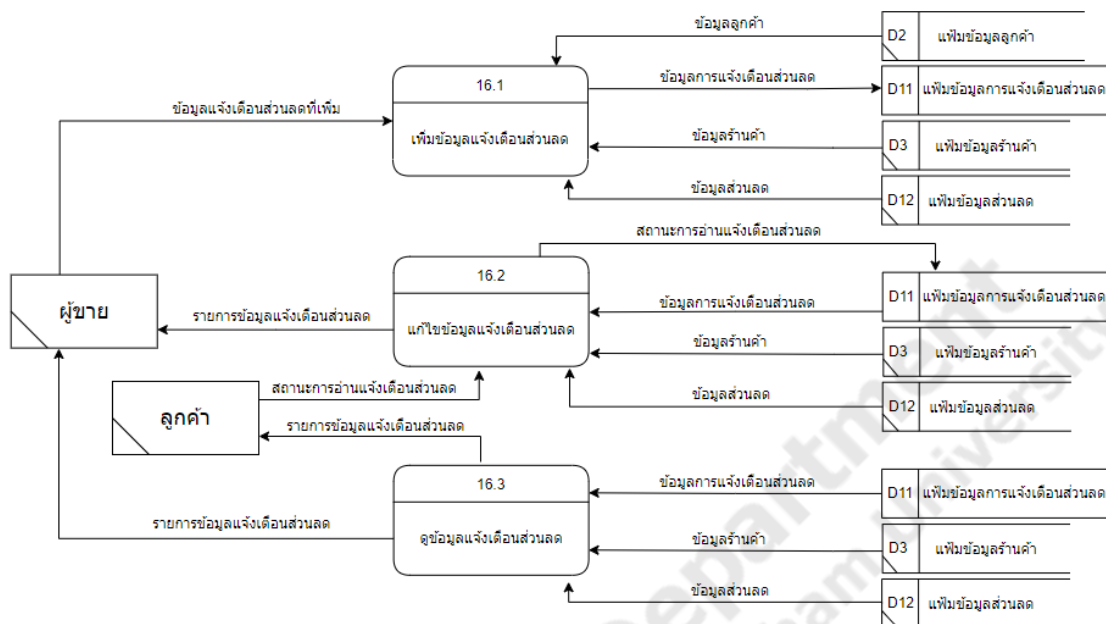 ข้อมูลลูกค้า
D2 แฟ้มข้อมูลลูกค้า
16.1
ข้อมูลการแจ้งเตือนส่วนลด
D11 แฟ้มข้อมูลการแจ้งเตือนส่วนลด
ข้อมูลแจ้งเตือนส่วนลดที่เพิ่ม
เพิ่มข้อมูลแจ้งเตือนส่วนลด
ข้อมูลร้านค้า
D3 แฟ้มข้อมูลร้านค้า
ข้อมูลส่วนลด
D12 แฟ้มข้อมูลส่วนลด
สถานะการอ่านแจ้งเตือนส่วนลด
16.2
ข้อมูลการแจ้งเตือนส่วนลด
D11 แฟ้มข้อมูลการแจ้งเตือนส่วนลด
ผู้ขาย
รายการข้อมูลแจ้งเตือนส่วนลด
แก้ไขข้อมูลแจ้งเตือนส่วนลด
ข้อมูลร้านค้า
D3 แฟ้มข้อมูลร้านค้า
สถานะการอ่านแจ้งเตือนส่วนลด
ข้อมูลส่วนลด
D12 แฟ้มข้อมูลส่วนลด
ลูกค้า
รายการข้อมูลแจ้งเตือนส่วนลด
16.3
ข้อมูลการแจ้งเตือนส่วนลด
D11 แฟ้มข้อมูลการแจ้งเตือนส่วนลด
รายการข้อมูลแจ้งเตือนส่วนลด
ดูข้อมูลแจ้งเตือนส่วนลด
ข้อมูลร้านค้า
D3 แฟ้มข้อมูลร้านค้า
ข้อมูลส่วนลด
D12 แฟ้มข้อมูลส่วนลด
epartment
ham university